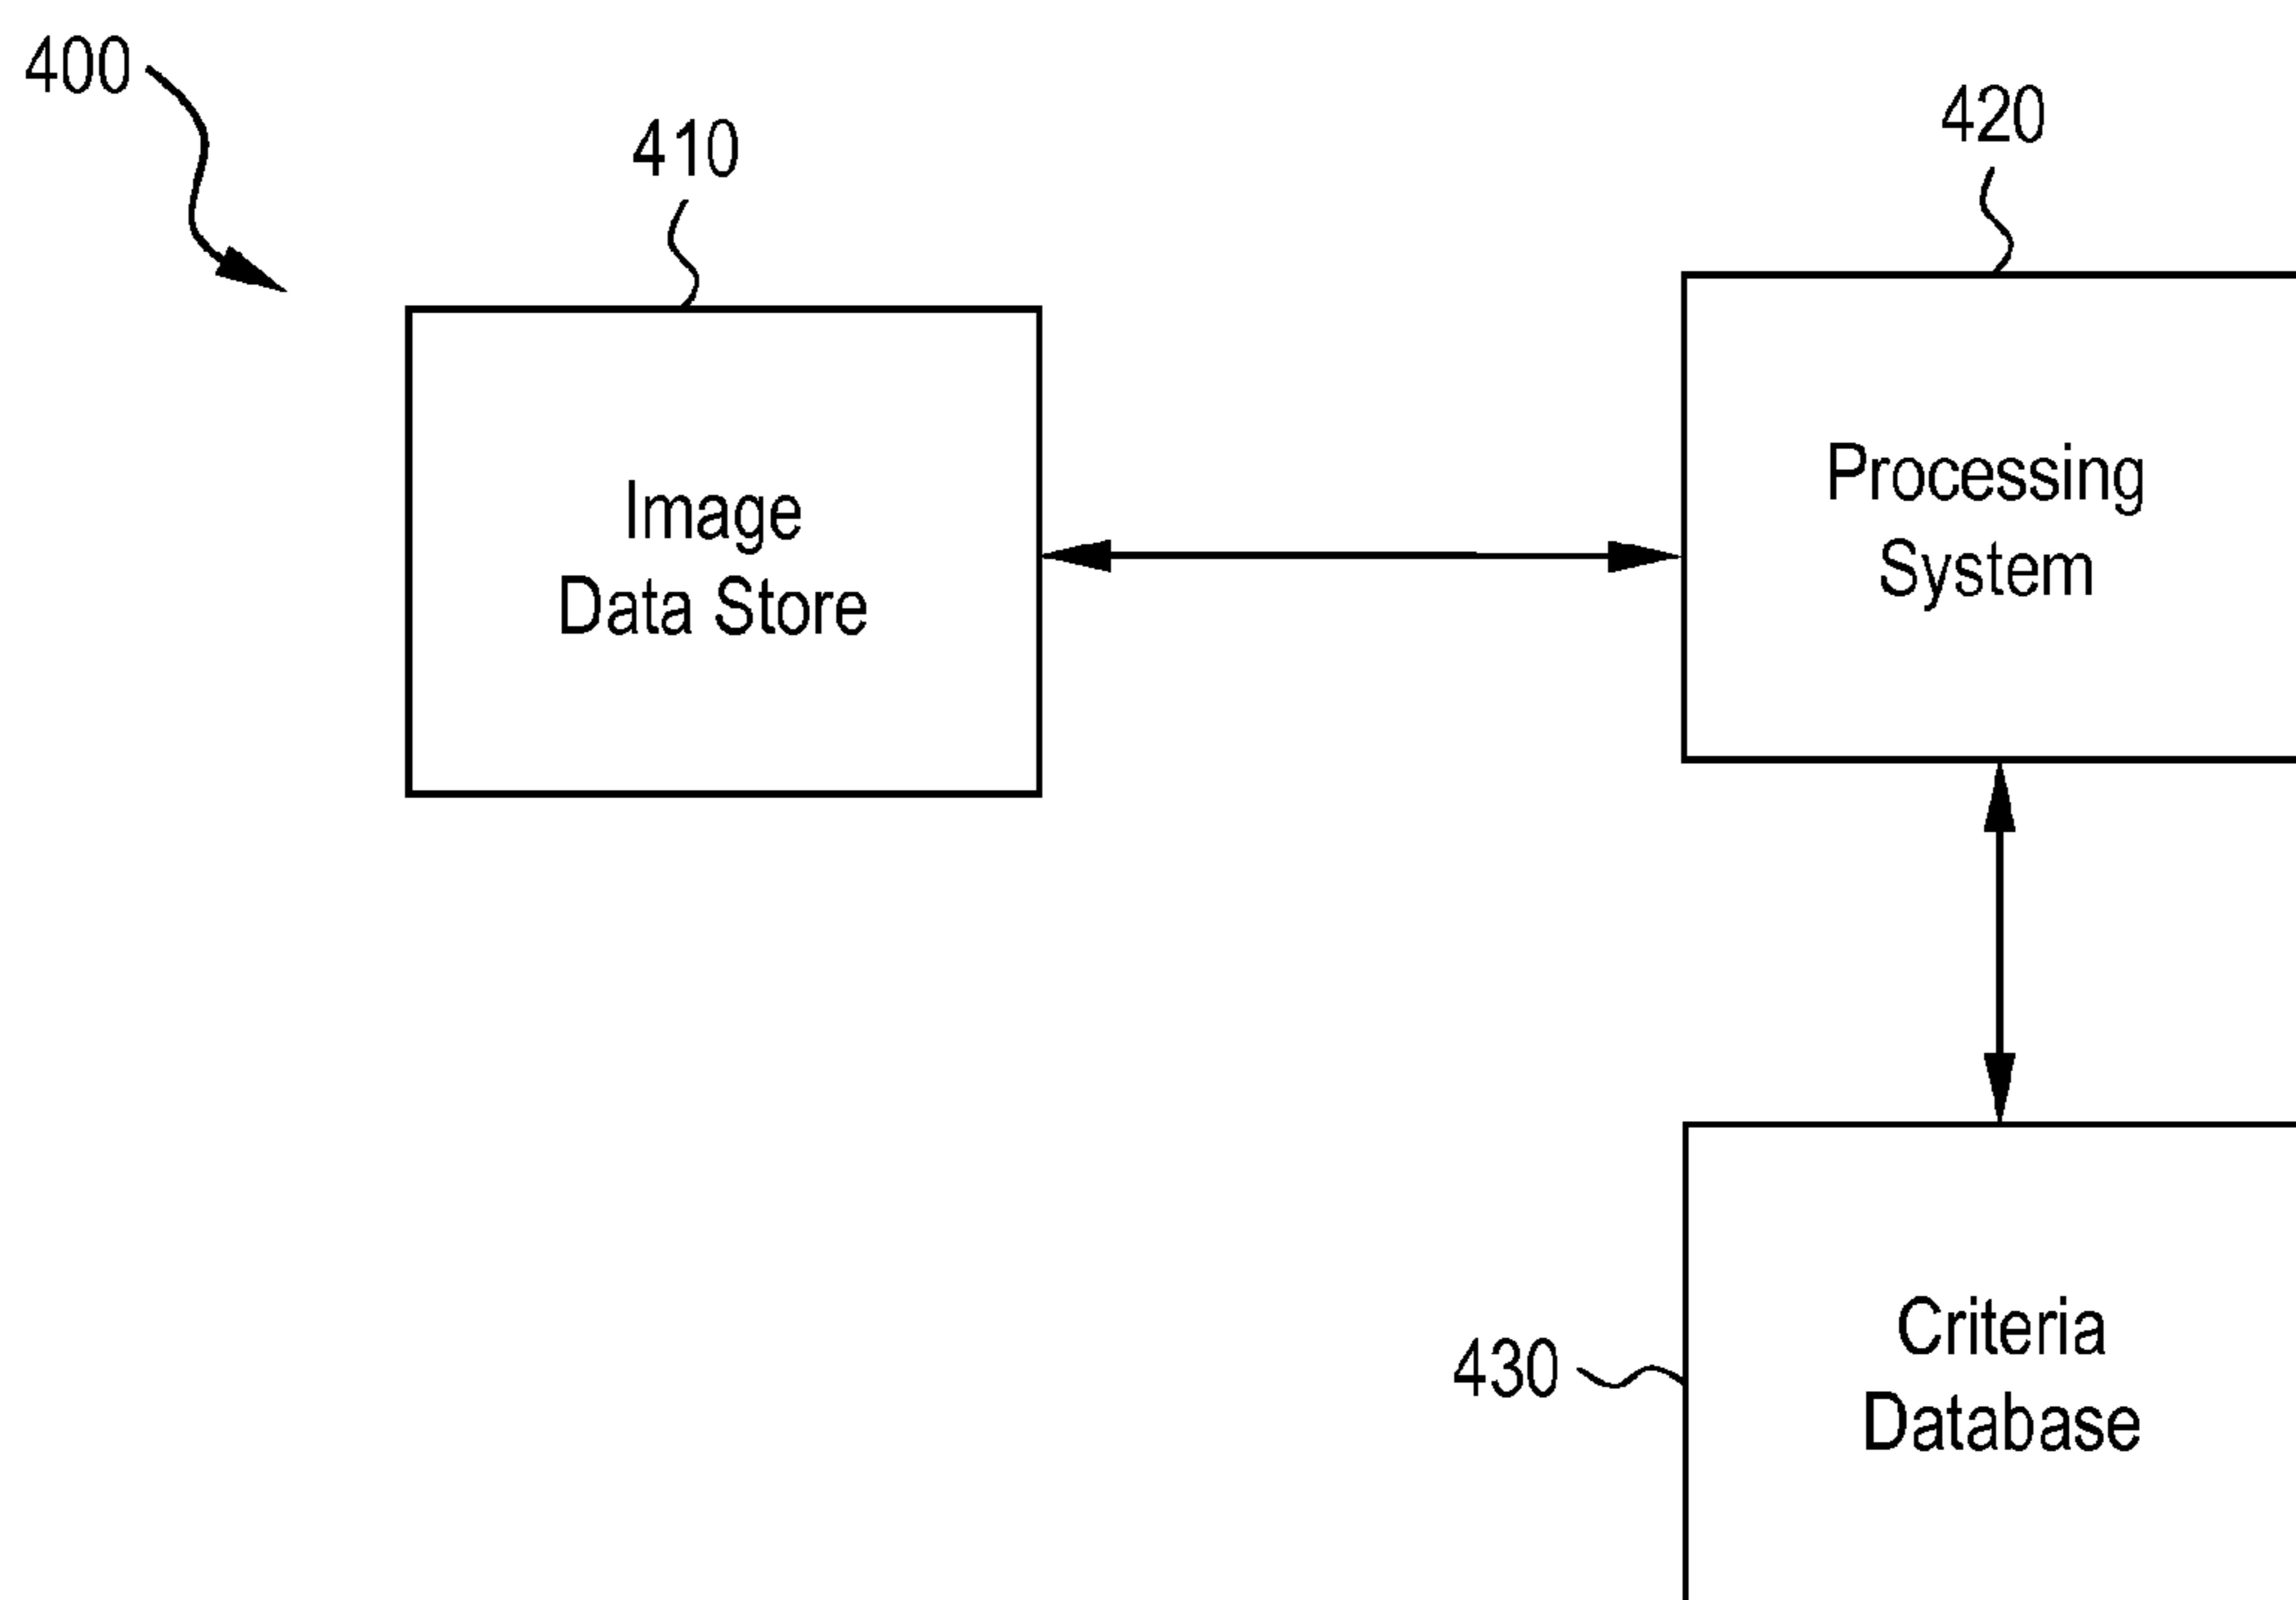 400
410
420
Image
Data Store
Processing
System
430
Criteria
Database